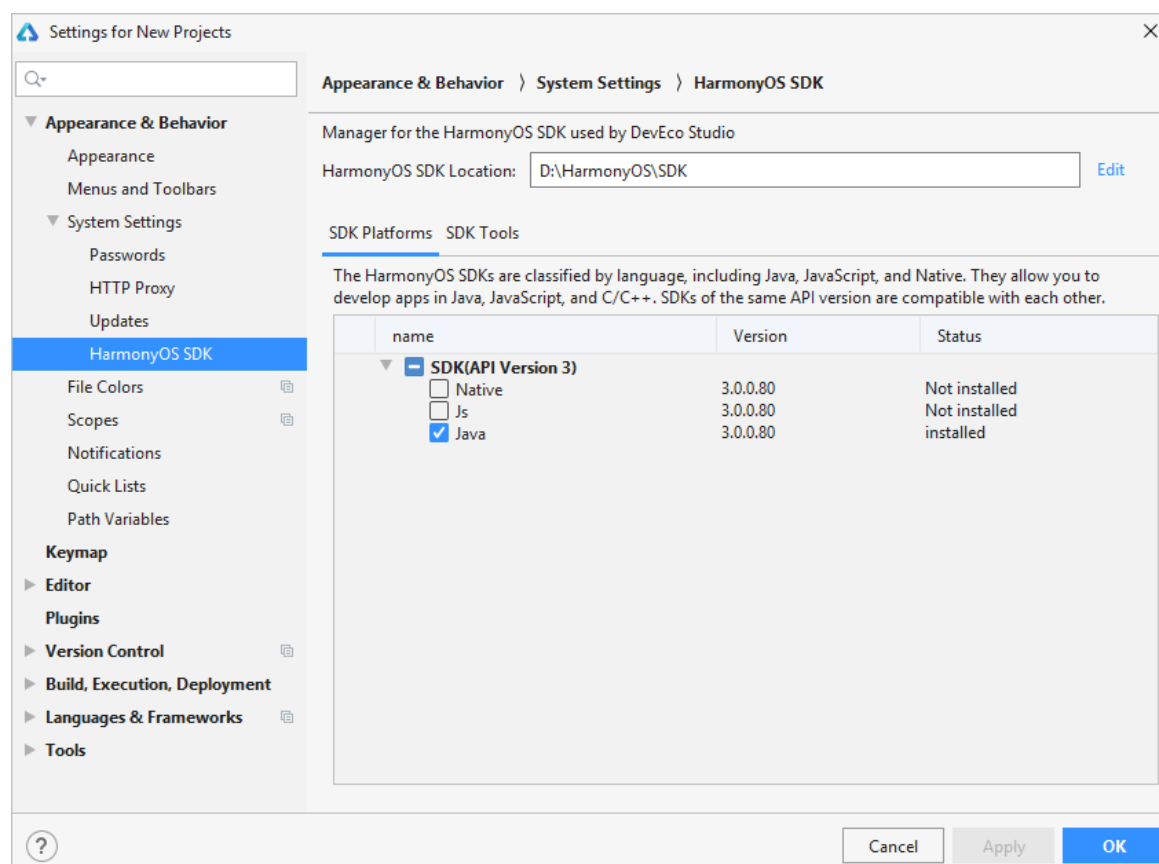 Settings for New Projects
Appearance & Behavior
Appearance
Menus and Toolbars
System Settings
Passwords
HTTP Proxy
Updates
HarmonyOS SDK
File Colors
Scopes
Notifications
Quick Lists
Path Variables
Keymap
Editor
Plugins
Version Control
Build, Execution, Deployment
Languages & Frameworks
Tools
Appearance & Behavior 〉 System Settings 〉 HarmonyOS SDK
Manager for the HarmonyOS SDK used by DevEco Studio
HarmonyOS SDK Location: D:\HarmonyOS\SDK Edit
SDK Platforms SDK Tools
The HarmonyOS SDKs are classified by language, including Java, JavaScript, and Native. They allow you to
develop apps in Java, JavaScript, and C/C++. SDKs of the same API version are compatible with each other.
name Version Status
SDK(API Version 3)
Native 3.0.0.80 Not installed
Js 3.0.0.80 Not installed
Java 3.0.0.80 installed
? Cancel Apply OK